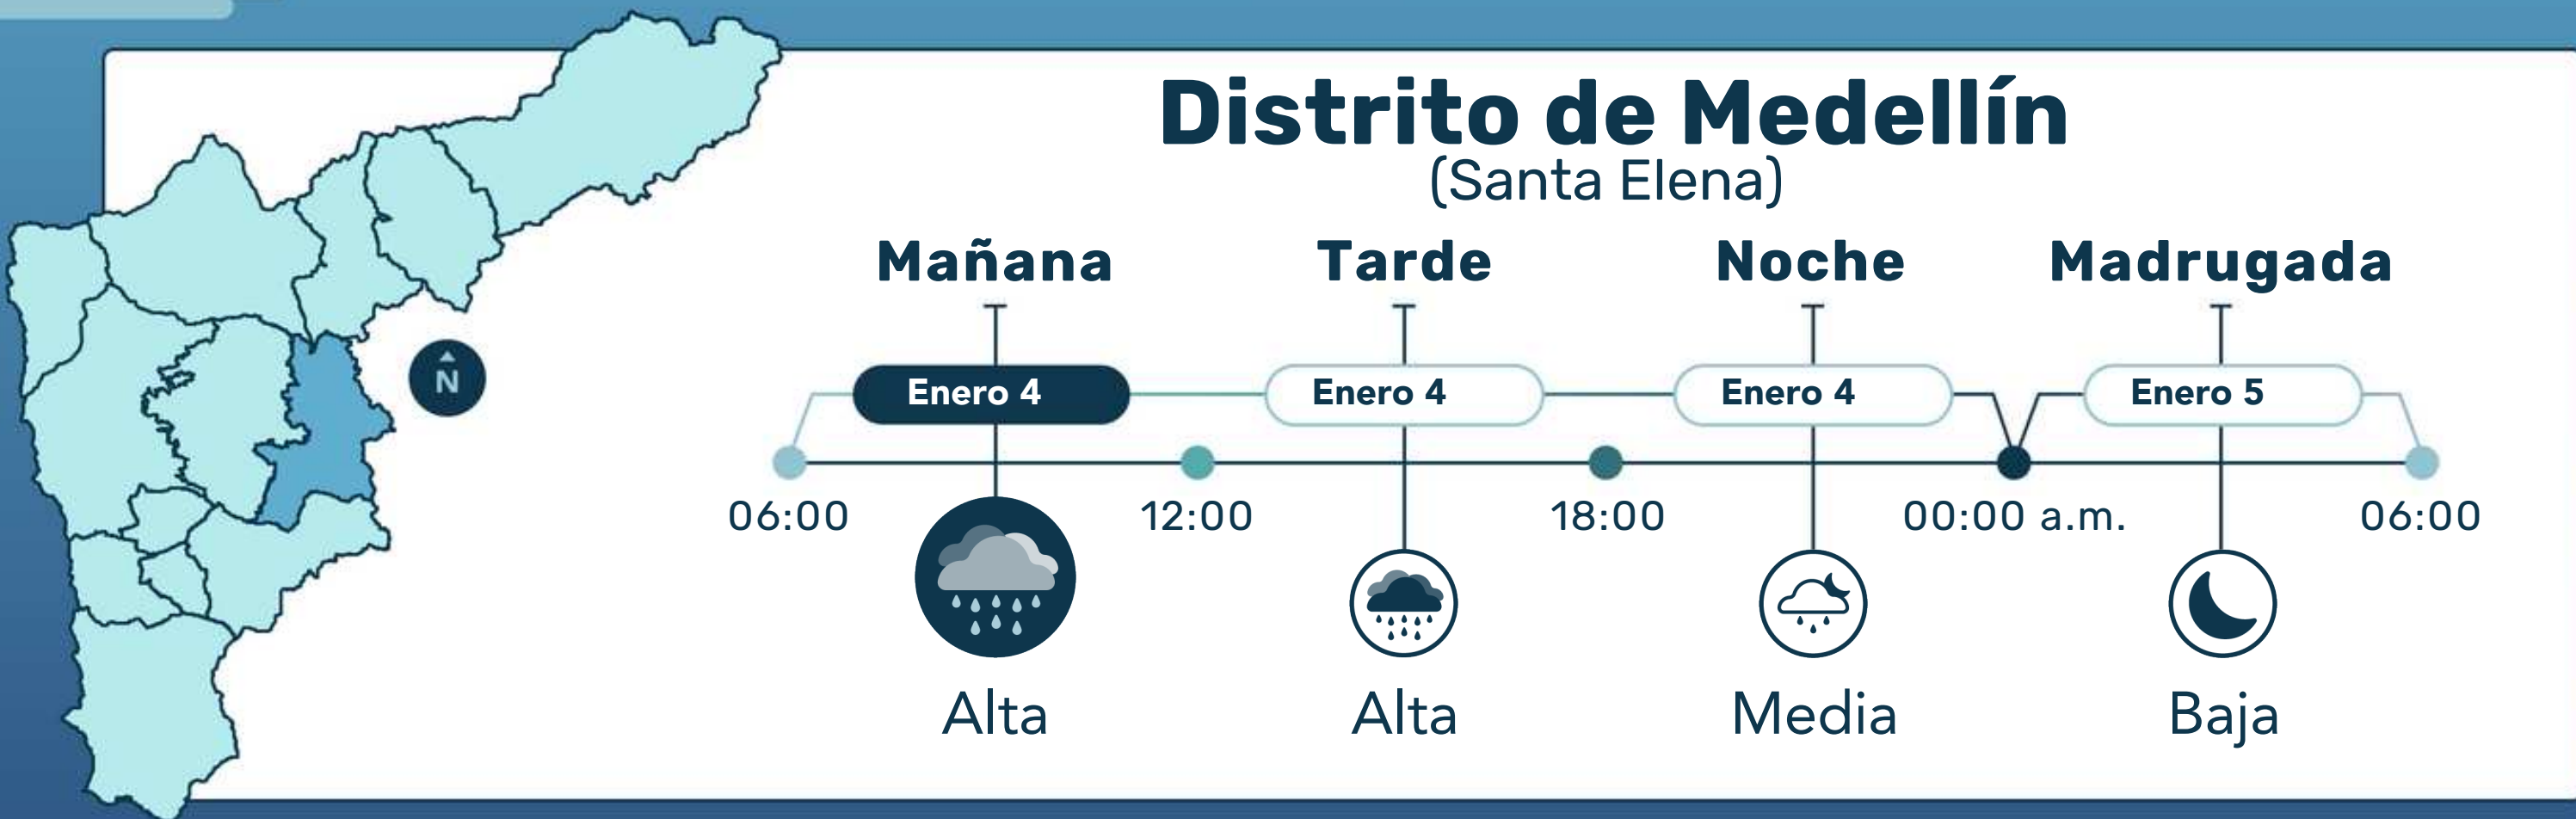 Distrito de Medellín
(Santa Elena)
Mañana Tarde Noche Madrugada
Enero 4 Enero 4 Enero 4 Enero 5
N
06:00 12:00 18:00 00:00 a.m. 06:00
Alta Alta Media Baja